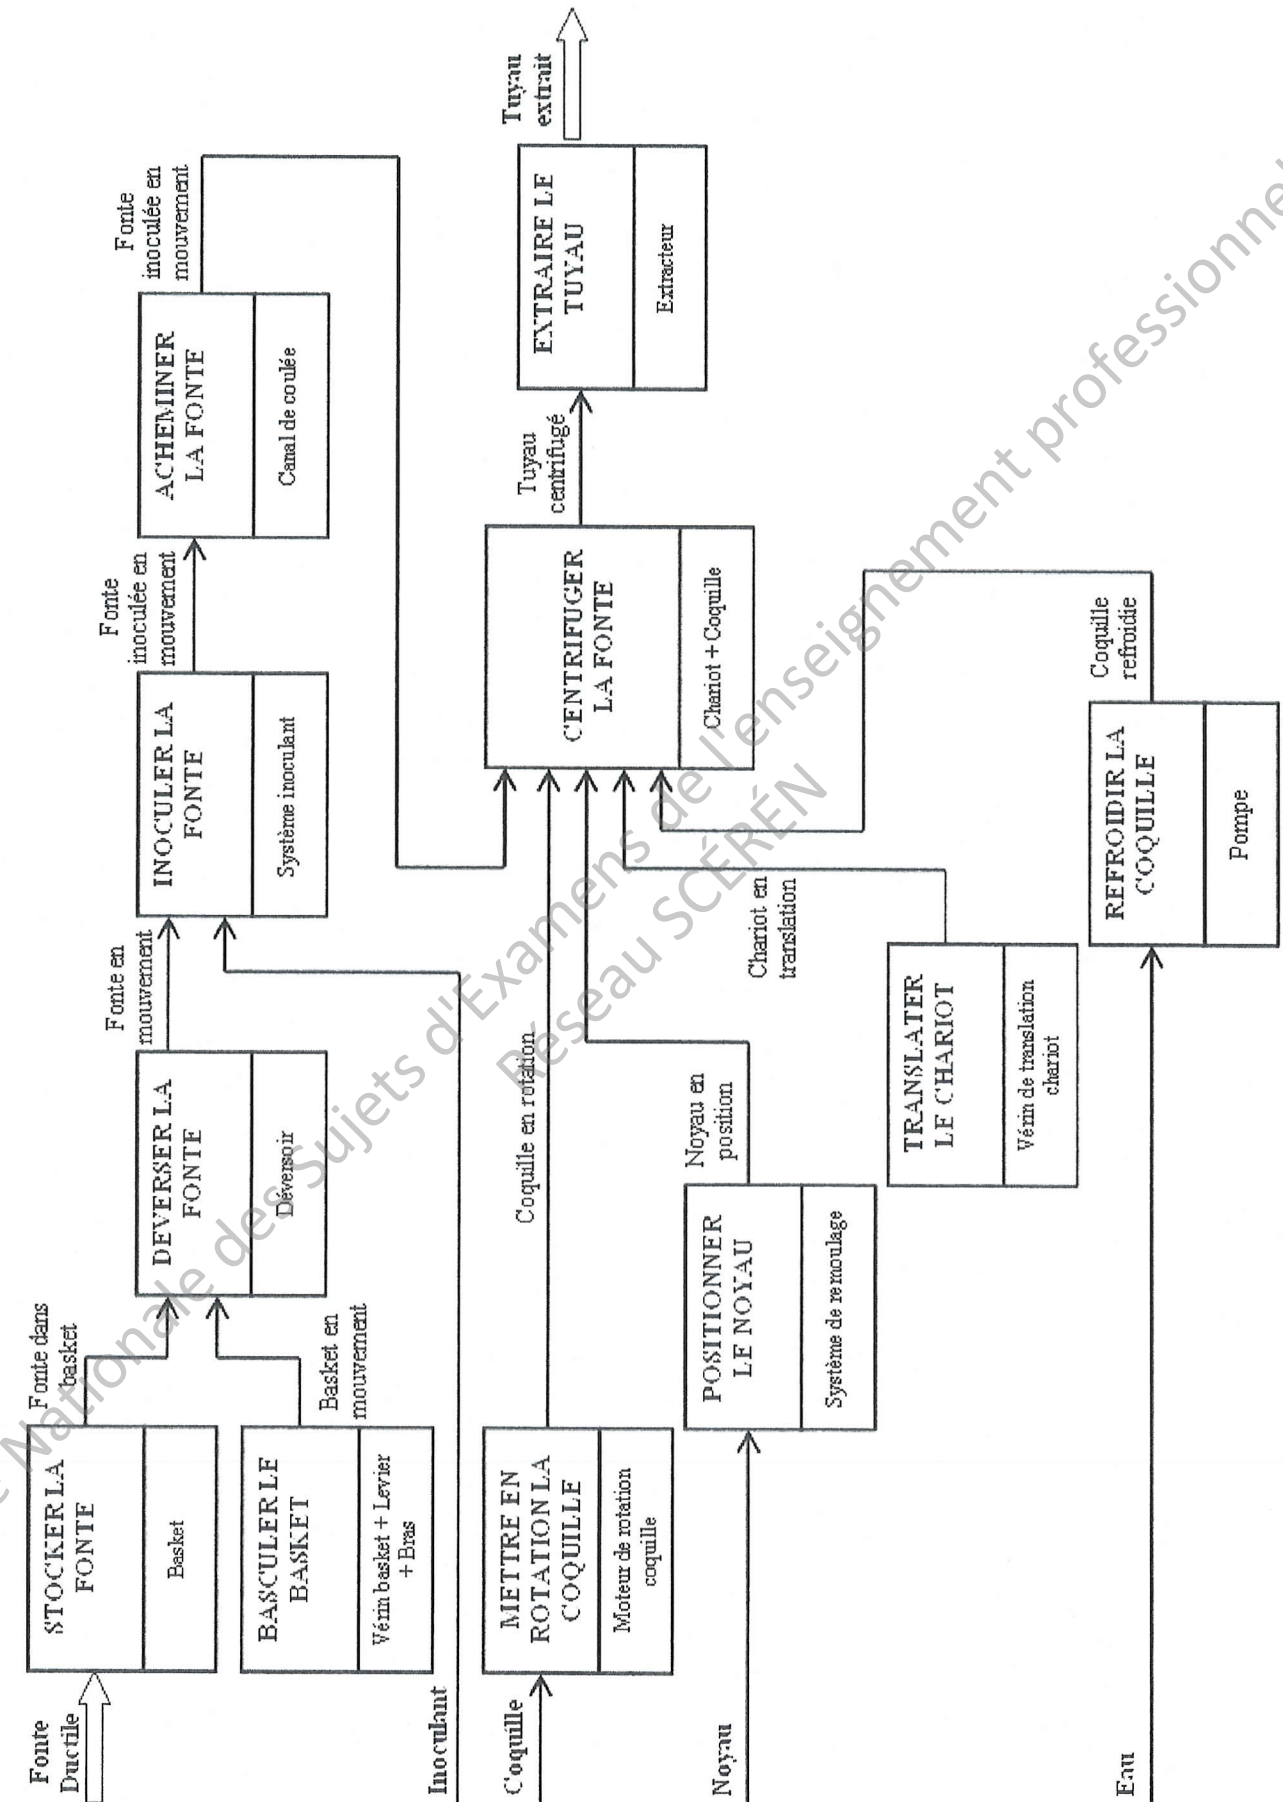 Fonte
Ductile
STOCKER LA
FONTE
Basket
Fonte dans
basket
BASCULER LE
BASKET
Vérin basket + Levier
+ Bras
Basket en
mouvement
DEVERSER LA
FONTE
Déversoir
Fonte en
mouvement
Inoculant
INOCULER LA
FONTE
Système inoculant
Fonte
inoculée en
mouvement
ACHEMINER
LA FONTE
Canal de coulée
Fonte
inoculée en
mouvement
Coquille
METTRE EN
ROTATION LA
COQUILLE
Moteur de rotation
coquille
Coquille en rotation
Noyau
POSITIONNER
LE NOYAU
Système de remoulage
Noyau en
position
TRANSLATER
LE CHARIOT
Vérin de translation
chariot
Chariot en
translation
Eau
REFROIDIR LA
COQUILLE
Pompe
Coquille
refroidie
CENTRIFUGER
LA FONTE
Chariot + Coquille
Tuyau
centrifugé
EXTRAIRE LE
TUYAU
Extracteur
Tuyau
extrait
Nationale des Sujets d'Examens de l'enseignement professionnel
Réseau SCÉRÉN